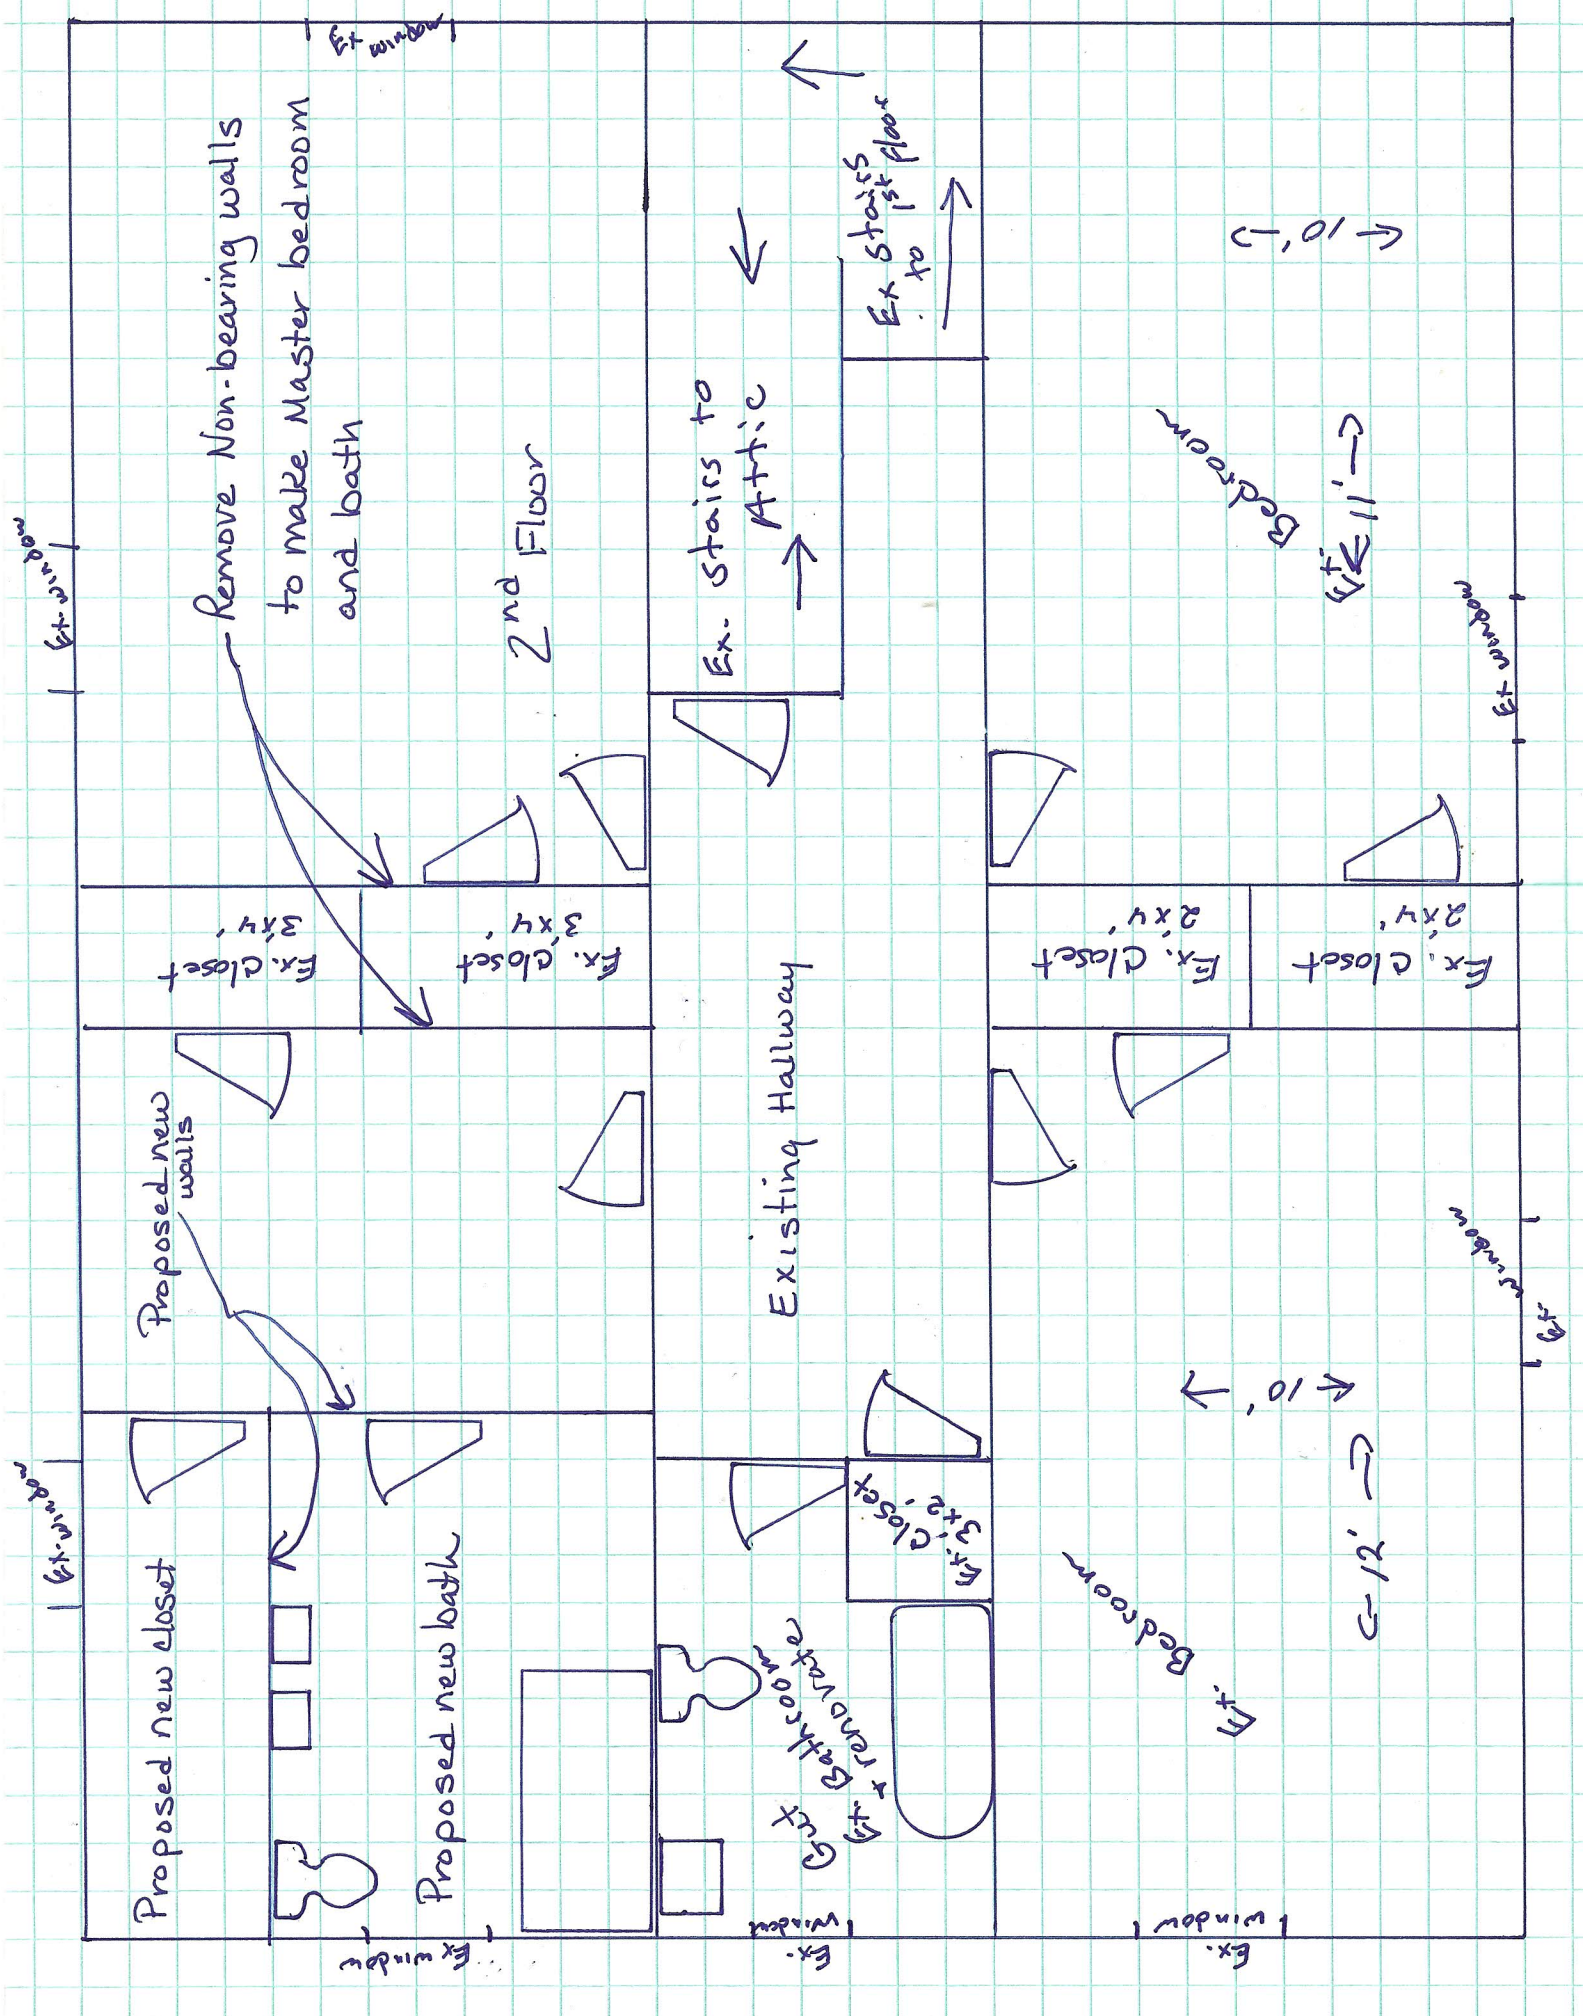 Ex window
Remove Non-bearing walls
to make Master bedroom
and bath
2nd Floor
Ex. window
Ex. Stairs to
Attic
Ex Stairs
to 1st Floor
← 10' →
Ex. Bedroom
← 11' →
Ex window
Ex. Closet
3'x4'
Ex. Closet
3'x4'
Ex. Closet
2'x4'
Ex. Closet
2'x4'
Proposed new
walls
Existing Hallway
Ex. window
Ex. window
Proposed new closet
Proposed new bath
Ex. Closet
3'x2'
Gut
Ex. Bathroom
+ renovate
Ex. Bedroom
← 10' →
← 12' →
Ex window
Ex. window
Ex. window